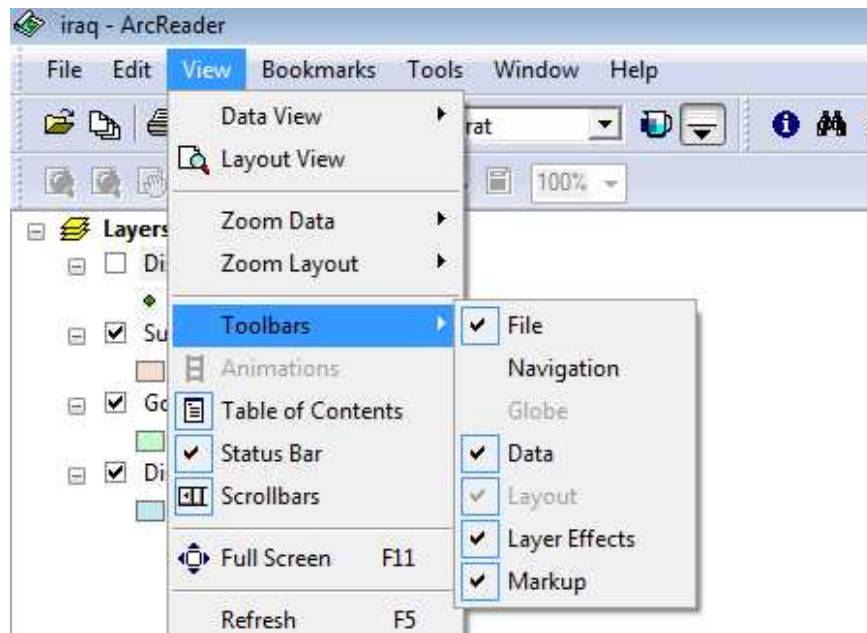 iraq - ArcReader
File Edit View Bookmarks Tools Window Help
Data View
rat
Layout View
100%
Layers
Zoom Data
Di
Zoom Layout
Toolbars
File
Su
Animations
Navigation
Go
Table of Contents
Globe
Status Bar
Data
Di
Scrollbars
Layout
Full Screen F11
Layer Effects
Markup
Refresh F5